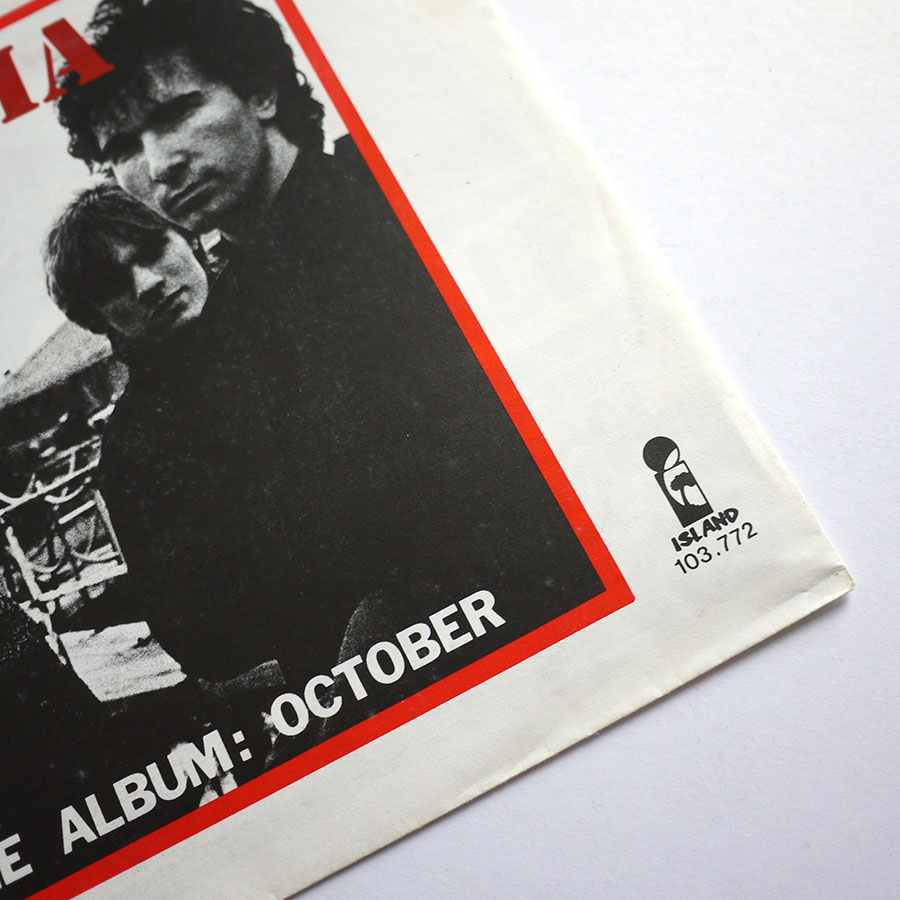 IA
E ALBUM: OCTOBER
ISLAND
103.772